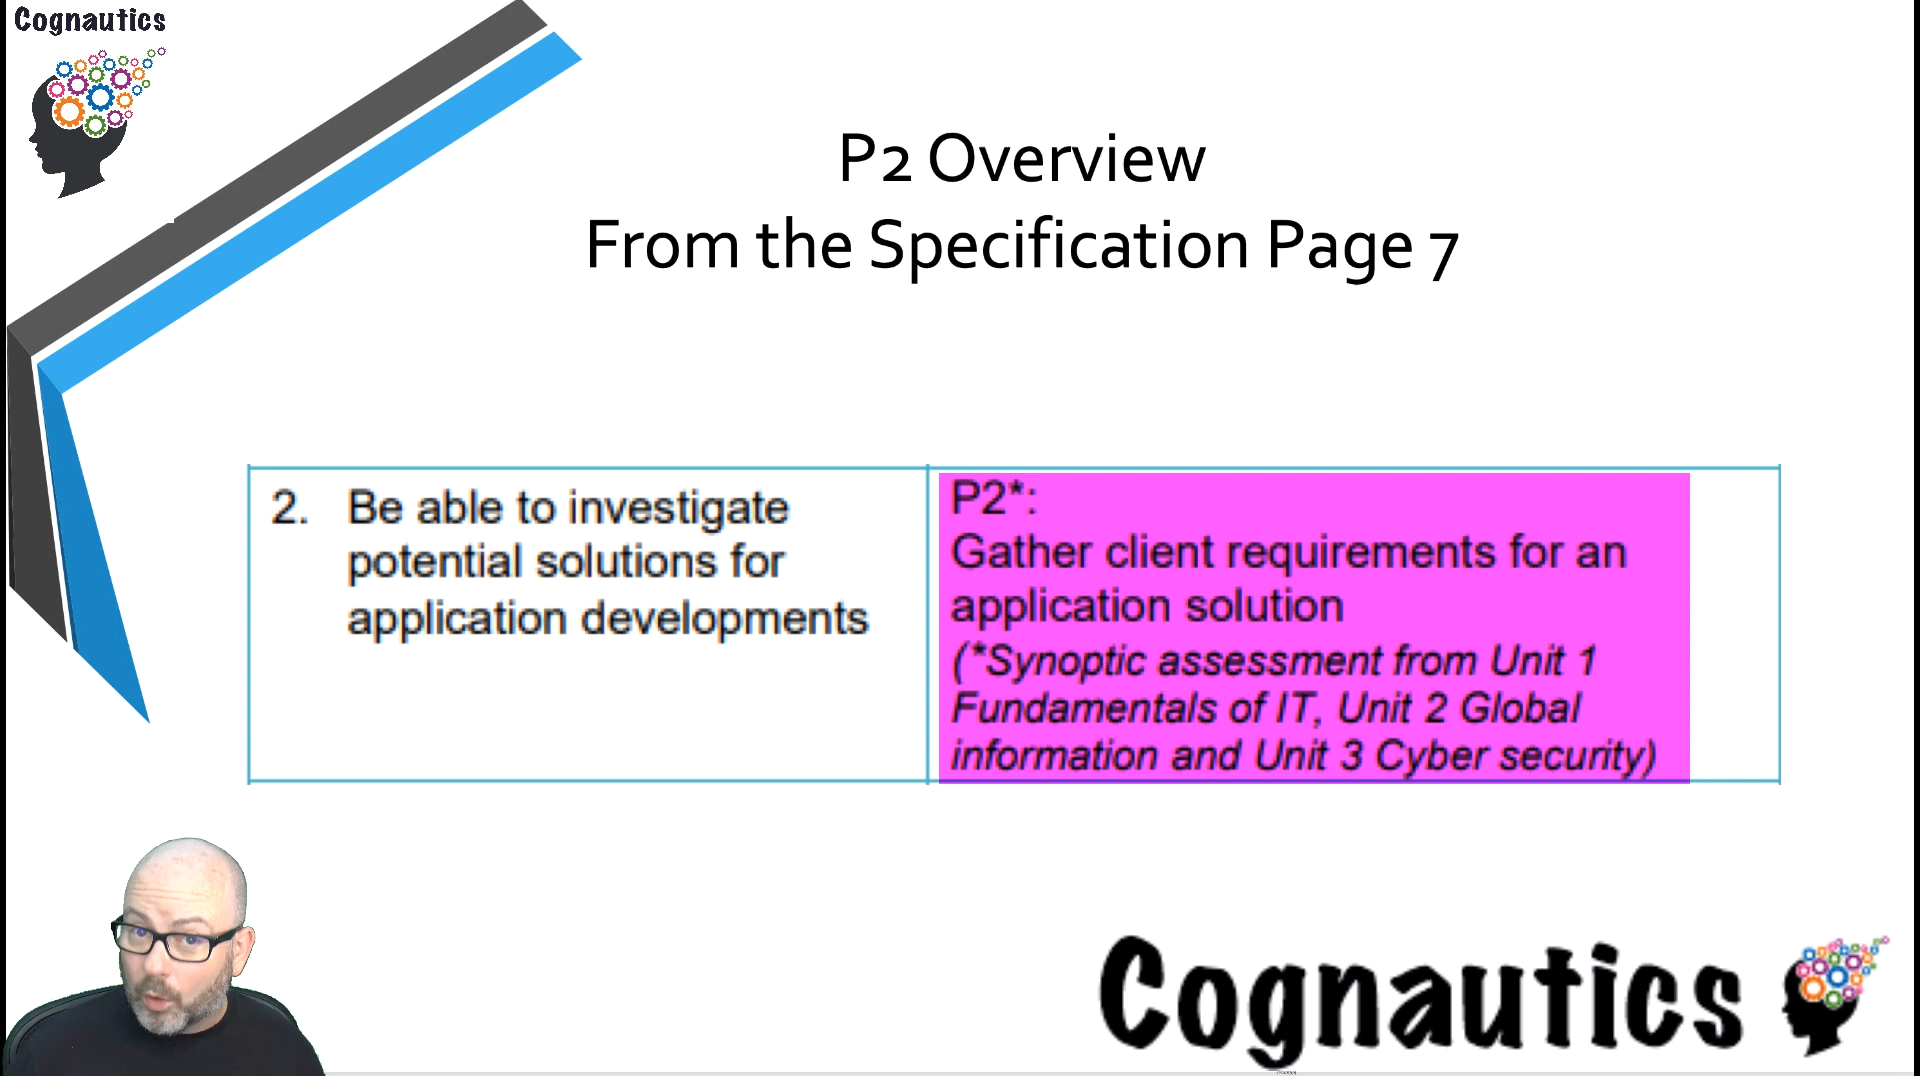 Cognautics
P2 Overview
From the Specification Page 7
2. Be able to investigate
potential solutions for
application developments
P2*:
Gather client requirements for an
application solution
(*Synoptic assessment from Unit 1
Fundamentals of IT, Unit 2 Global
information and Unit 3 Cyber security)
Cognautics